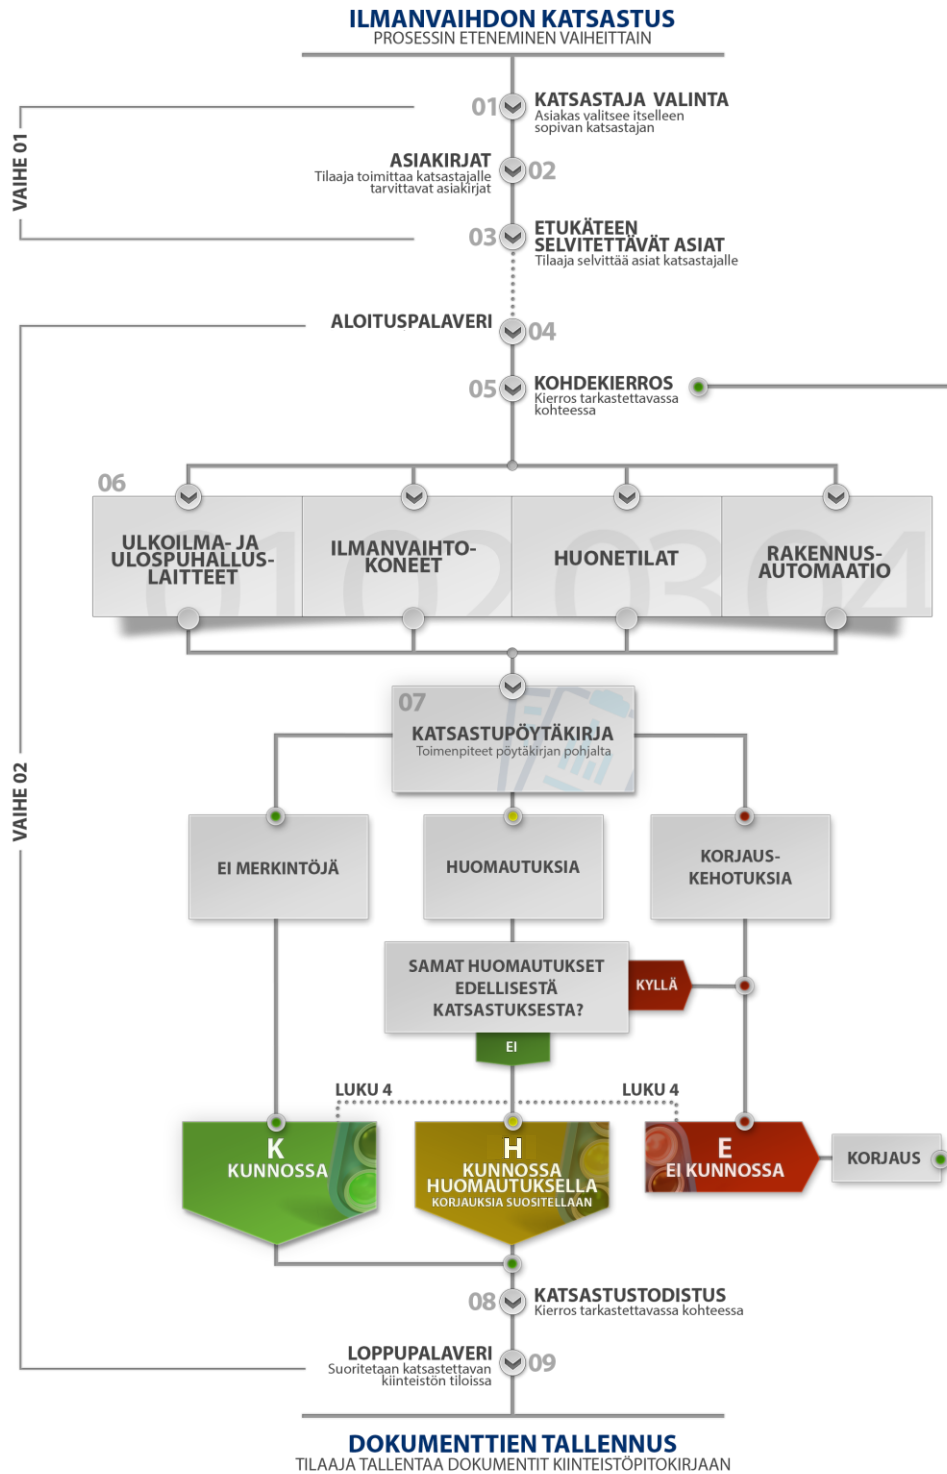 ILMANVAIHDON KATSASTUS
PROSESSIN ETENEMINEN VAIHEITTAIN
VAIHE 01
01
KATSASTAJA VALINTA
Asiakas valitsee itselleen
sopivan katsastajan
ASIAKIRJAT
Tilaaja toimittaa katsastajalle
tarvittavat asiakirjat
02
03
ETUKÄTEEN
SELVITETTÄVÄT ASIAT
Tilaaja selvittää asiat katsastajalle
VAIHE 02
ALOITUSPALAVERI
04
05
KOHDEKIERROS
Kierros tarkastettavassa
kohteessa
06
01
ULKOILMA- JA
ULOSPUHALLUS-
LAITTEET
02
ILMANVAIHTO-
KONEET
03
HUONETILAT
04
RAKENNUS-
AUTOMAATIO
07
KATSASTUPÖYTÄKIRJA
Toimenpiteet pöytäkirjan pohjalta
EI MERKINTÖJÄ
HUOMAUTUKSIA
KORJAUS-
KEHOTUKSIA
SAMAT HUOMAUTUKSET
EDELLISESTÄ
KATSASTUKSESTA?
KYLLÄ
EI
LUKU 4
LUKU 4
K
KUNNOSSA
H
KUNNOSSA
HUOMAUTUKSELLA
KORJAUKSIA SUOSITELLAAN
E
EI KUNNOSSA
KORJAUS
08
KATSASTUSTODISTUS
Kierros tarkastettavassa kohteessa
LOPPUPALAVERI
Suoritetaan katsastettavan
kiinteistön tiloissa
09
DOKUMENTTIEN TALLENNUS
TILAAJA TALLENTAA DOKUMENTIT KIINTEISTÖPITOKIRJAAN